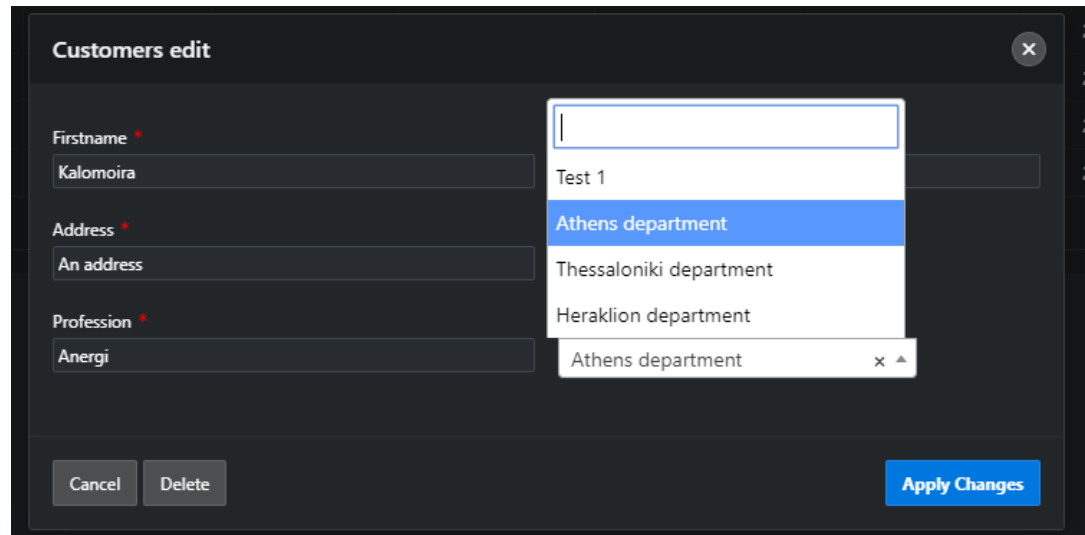 Customers edit
Firstname *
Kalomoira
Address *
An address
Profession *
Anergi
Test 1
Athens department
Thessaloniki department
Heraklion department
Athens department
Cancel
Delete
Apply Changes